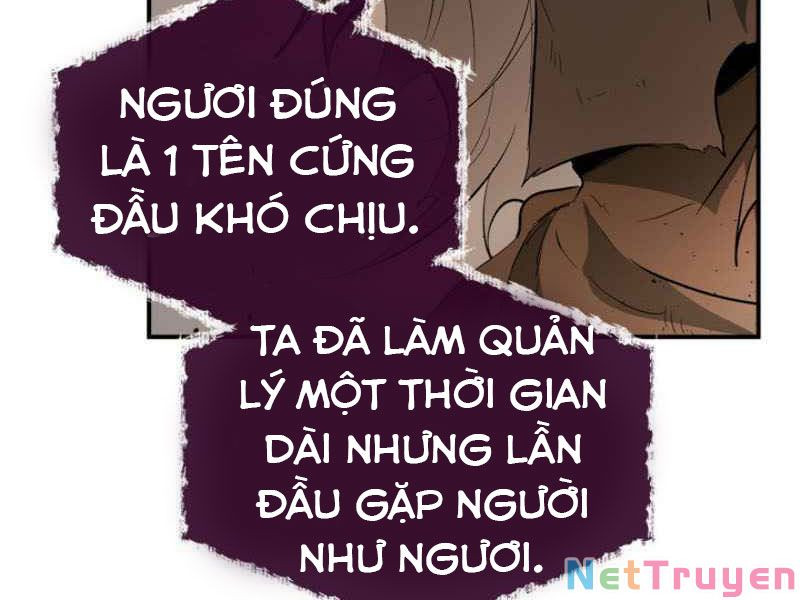 NGƯƠI ĐÚNG
LÀ 1 TÊN CỨNG
ĐẦU KHÓ CHỊU.
TA ĐÃ LÀM QUẢN
LÝ MỘT THỜI GIAN
DÀI NHƯNG LẦN
ĐẦU GẶP NGƯỜI
NHƯ NGƯƠI.
NetTruyen